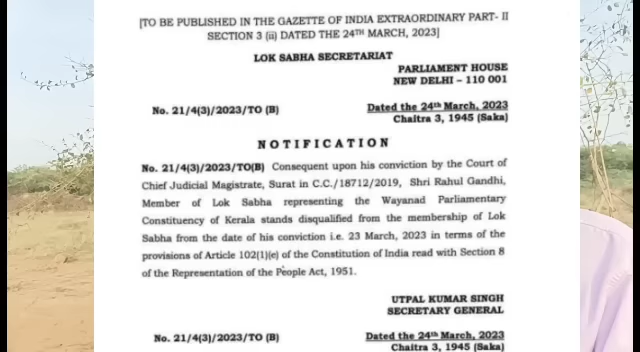 [TO BE PUBLISHED IN THE GAZETTE OF INDIA EXTRAORDINARY PART- II
SECTION 3 (ii) DATED THE 24TH MARCH, 2023]
LOK SABHA SECRETARIAT
PARLIAMENT HOUSE
NEW DELHI – 110 001
No. 21/4(3)/2023/TO (B)
Dated the 24th March, 2023
Chaitra 3, 1945 (Saka)
NOTIFICATION
No. 21/4(3)/2023/TO(B) Consequent upon his conviction by the Court of
Chief Judicial Magistrate, Surat in C.C./18712/2019, Shri Rahul Gandhi,
Member of Lok Sabha representing the Wayanad Parliamentary
Constituency of Kerala stands disqualified from the membership of Lok
Sabha from the date of his conviction i.e. 23 March, 2023 in terms of the
provisions of Article 102(1)(e) of the Constitution of India read with Section 8
of the Representation of the People Act, 1951.
UTPAL KUMAR SINGH
SECRETARY GENERAL
No. 21/4(3)/2023/TO (B)
Dated the 24th March, 2023
Chaitra 3, 1945 (Saka)